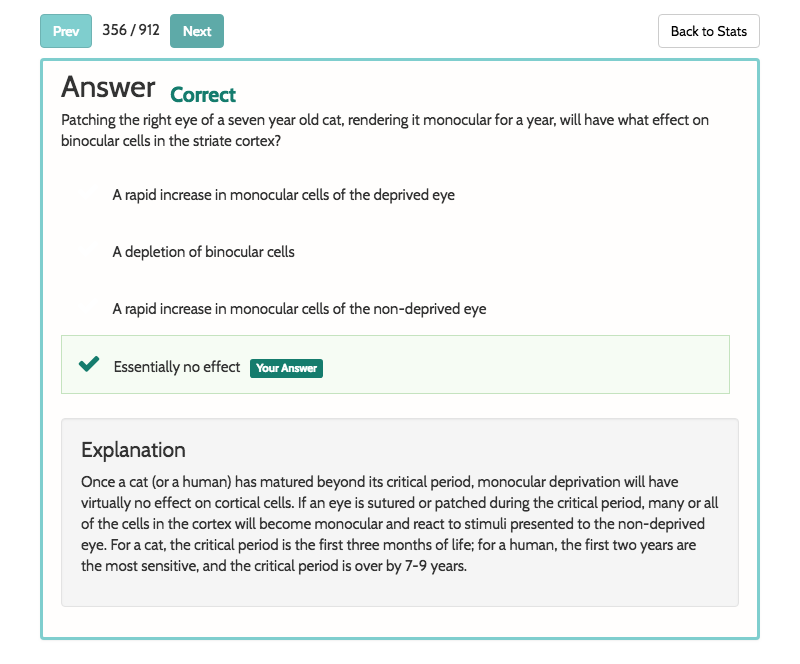 Prev 356 / 912 Next Back to Stats
Answer Correct
Patching the right eye of a seven year old cat, rendering it monocular for a year, will have what effect on
binocular cells in the striate cortex?
A rapid increase in monocular cells of the deprived eye
A depletion of binocular cells
A rapid increase in monocular cells of the non-deprived eye
Essentially no effect Your Answer
Explanation
Once a cat (or a human) has matured beyond its critical period, monocular deprivation will have
virtually no effect on cortical cells. If an eye is sutured or patched during the critical period, many or all
of the cells in the cortex will become monocular and react to stimuli presented to the non-deprived
eye. For a cat, the critical period is the first three months of life; for a human, the first two years are
the most sensitive, and the critical period is over by 7-9 years.